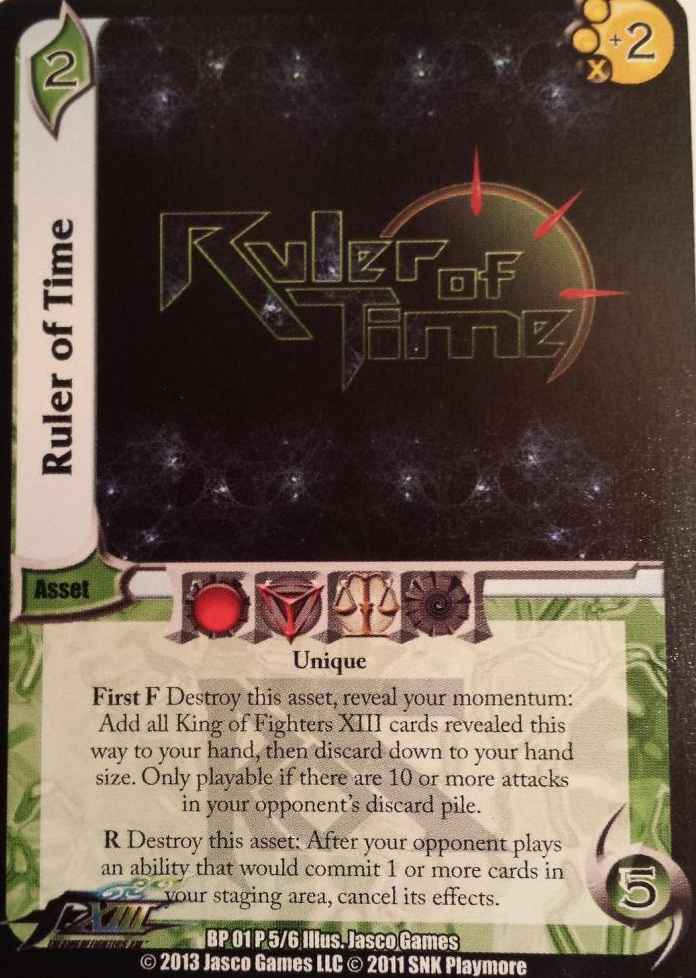 2
+2
X
Ruler of Time
Ruler of
Time
Asset
Unique
First F Destroy this asset, reveal your momentum:
Add all King of Fighters XIII cards revealed this
way to your hand, then discard down to your hand
size. Only playable if there are 10 or more attacks
in your opponent's discard pile.
R Destroy this asset: After your opponent plays
an ability that would commit 1 or more cards in
your staging area, cancel its effects.
5
XIII
BP 01 P 5/6 Illus. Jasco Games
© 2013 Jasco Games LLC © 2011 SNK Playmore